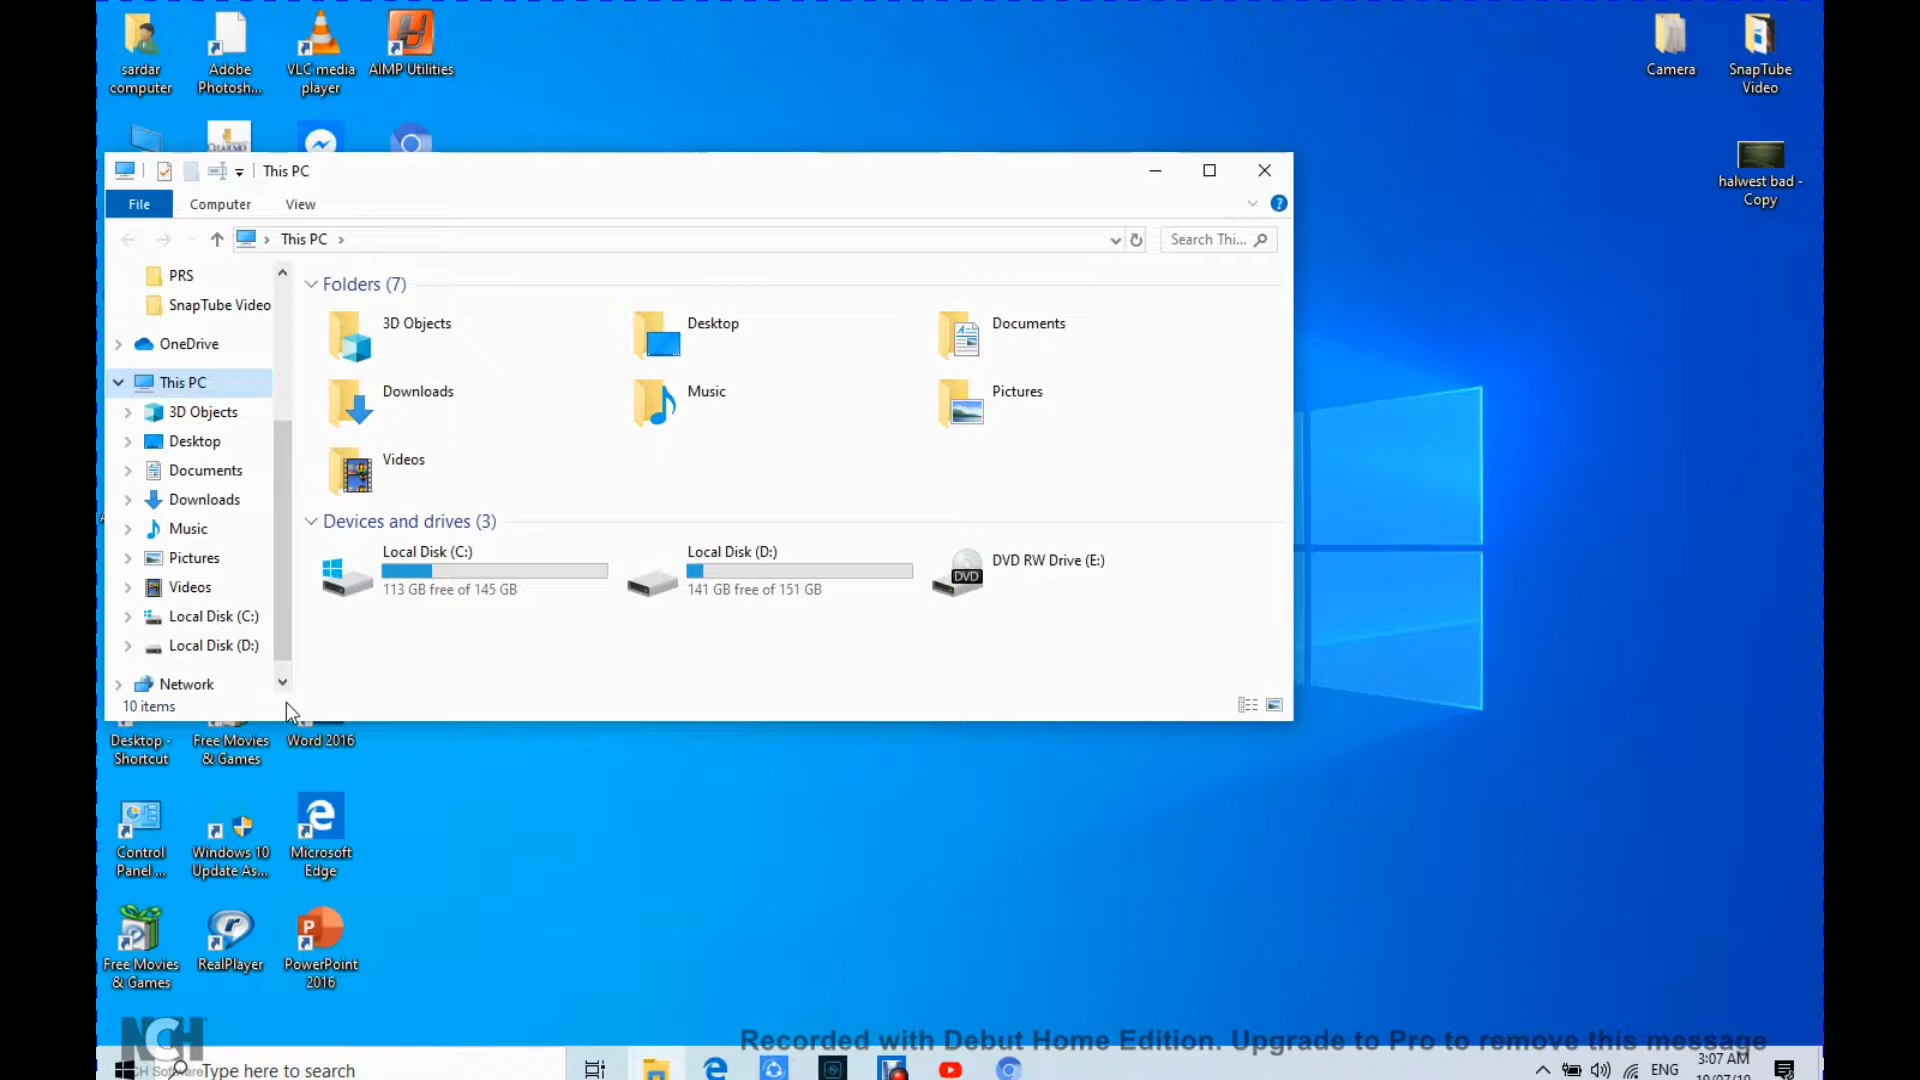 sardar
computer
Adobe
Photosh...
VLC media
player
AIMP Utilities
Camera
SnapTube
Video
halwest bad -
Copy
This PC
File
Computer
View
This PC
Search Thi...
PRS
SnapTube Video
OneDrive
This PC
3D Objects
Desktop
Documents
Downloads
Music
Pictures
Videos
Local Disk (C:)
Local Disk (D:)
Network
10 items
Folders (7)
3D Objects
Desktop
Documents
Downloads
Music
Pictures
Videos
Devices and drives (3)
Local Disk (C:)
113 GB free of 145 GB
Local Disk (D:)
141 GB free of 151 GB
DVD
DVD RW Drive (E:)
Desktop -
Shortcut
Free Movies
& Games
Word 2016
Control
Panel ...
Windows 10
Update As...
Microsoft
Edge
Free Movies
& Games
RealPlayer
PowerPoint
2016
NCH
Recorded with Debut Home Edition. Upgrade to Pro to remove this message
Type here to search
ENG
3:07 AM